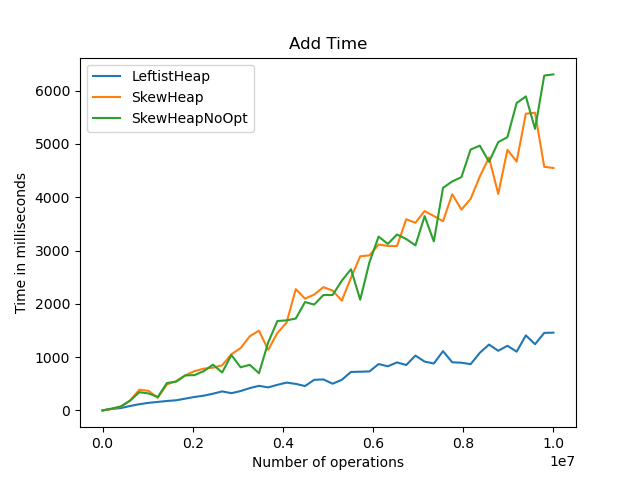 Add Time
LeftistHeap
SkewHeap
SkewHeapNoOpt
6000
5000
4000
3000
2000
1000
0
Time in milliseconds
0.0 0.2 0.4 0.6 0.8 1.0
1e7
Number of operations